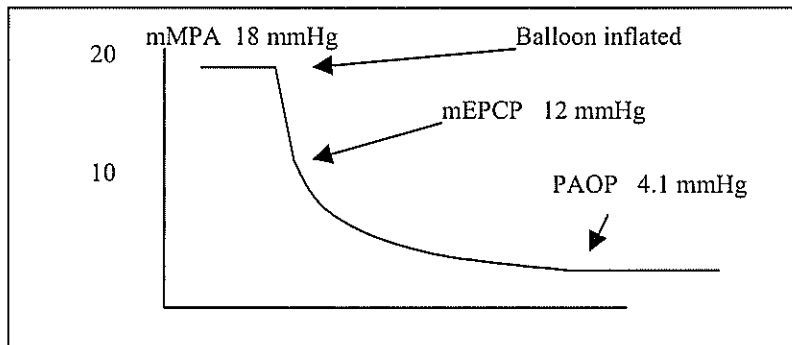 mMPA 18 mmHg Balloon inflated
20
mEPCP 12 mmHg
10
PAOP 4.1 mmHg